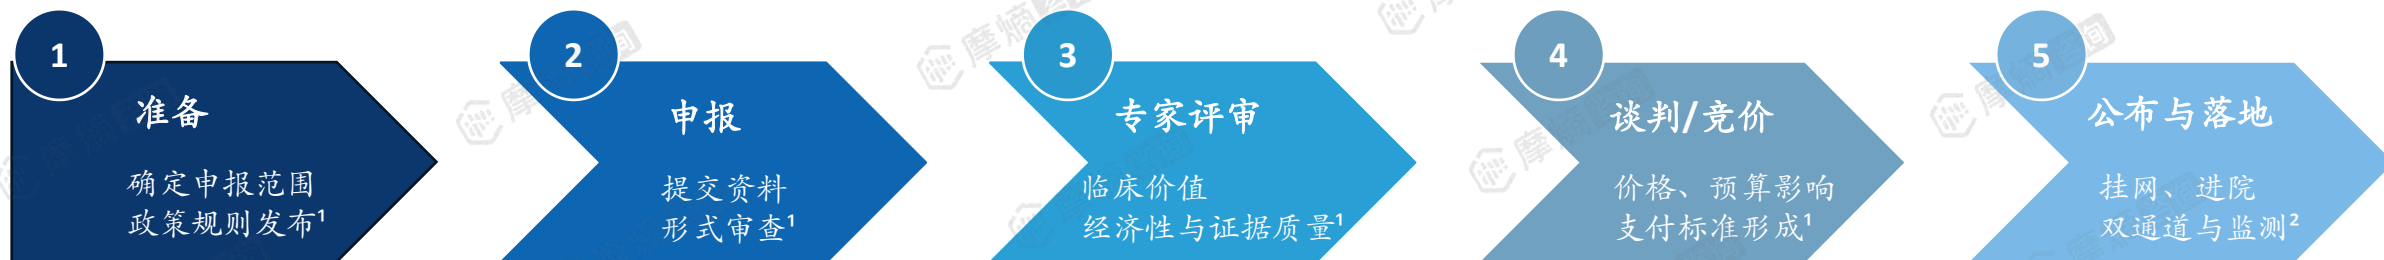 1
准备
确定申报范围
政策规则发布¹
2
申报
提交资料
形式审查¹
3
专家评审
临床价值
经济性与证据质量¹
4
谈判/竞价
价格、预算影响
支付标准形成¹
5
公布与落地
挂网、进院
双通道与监测²